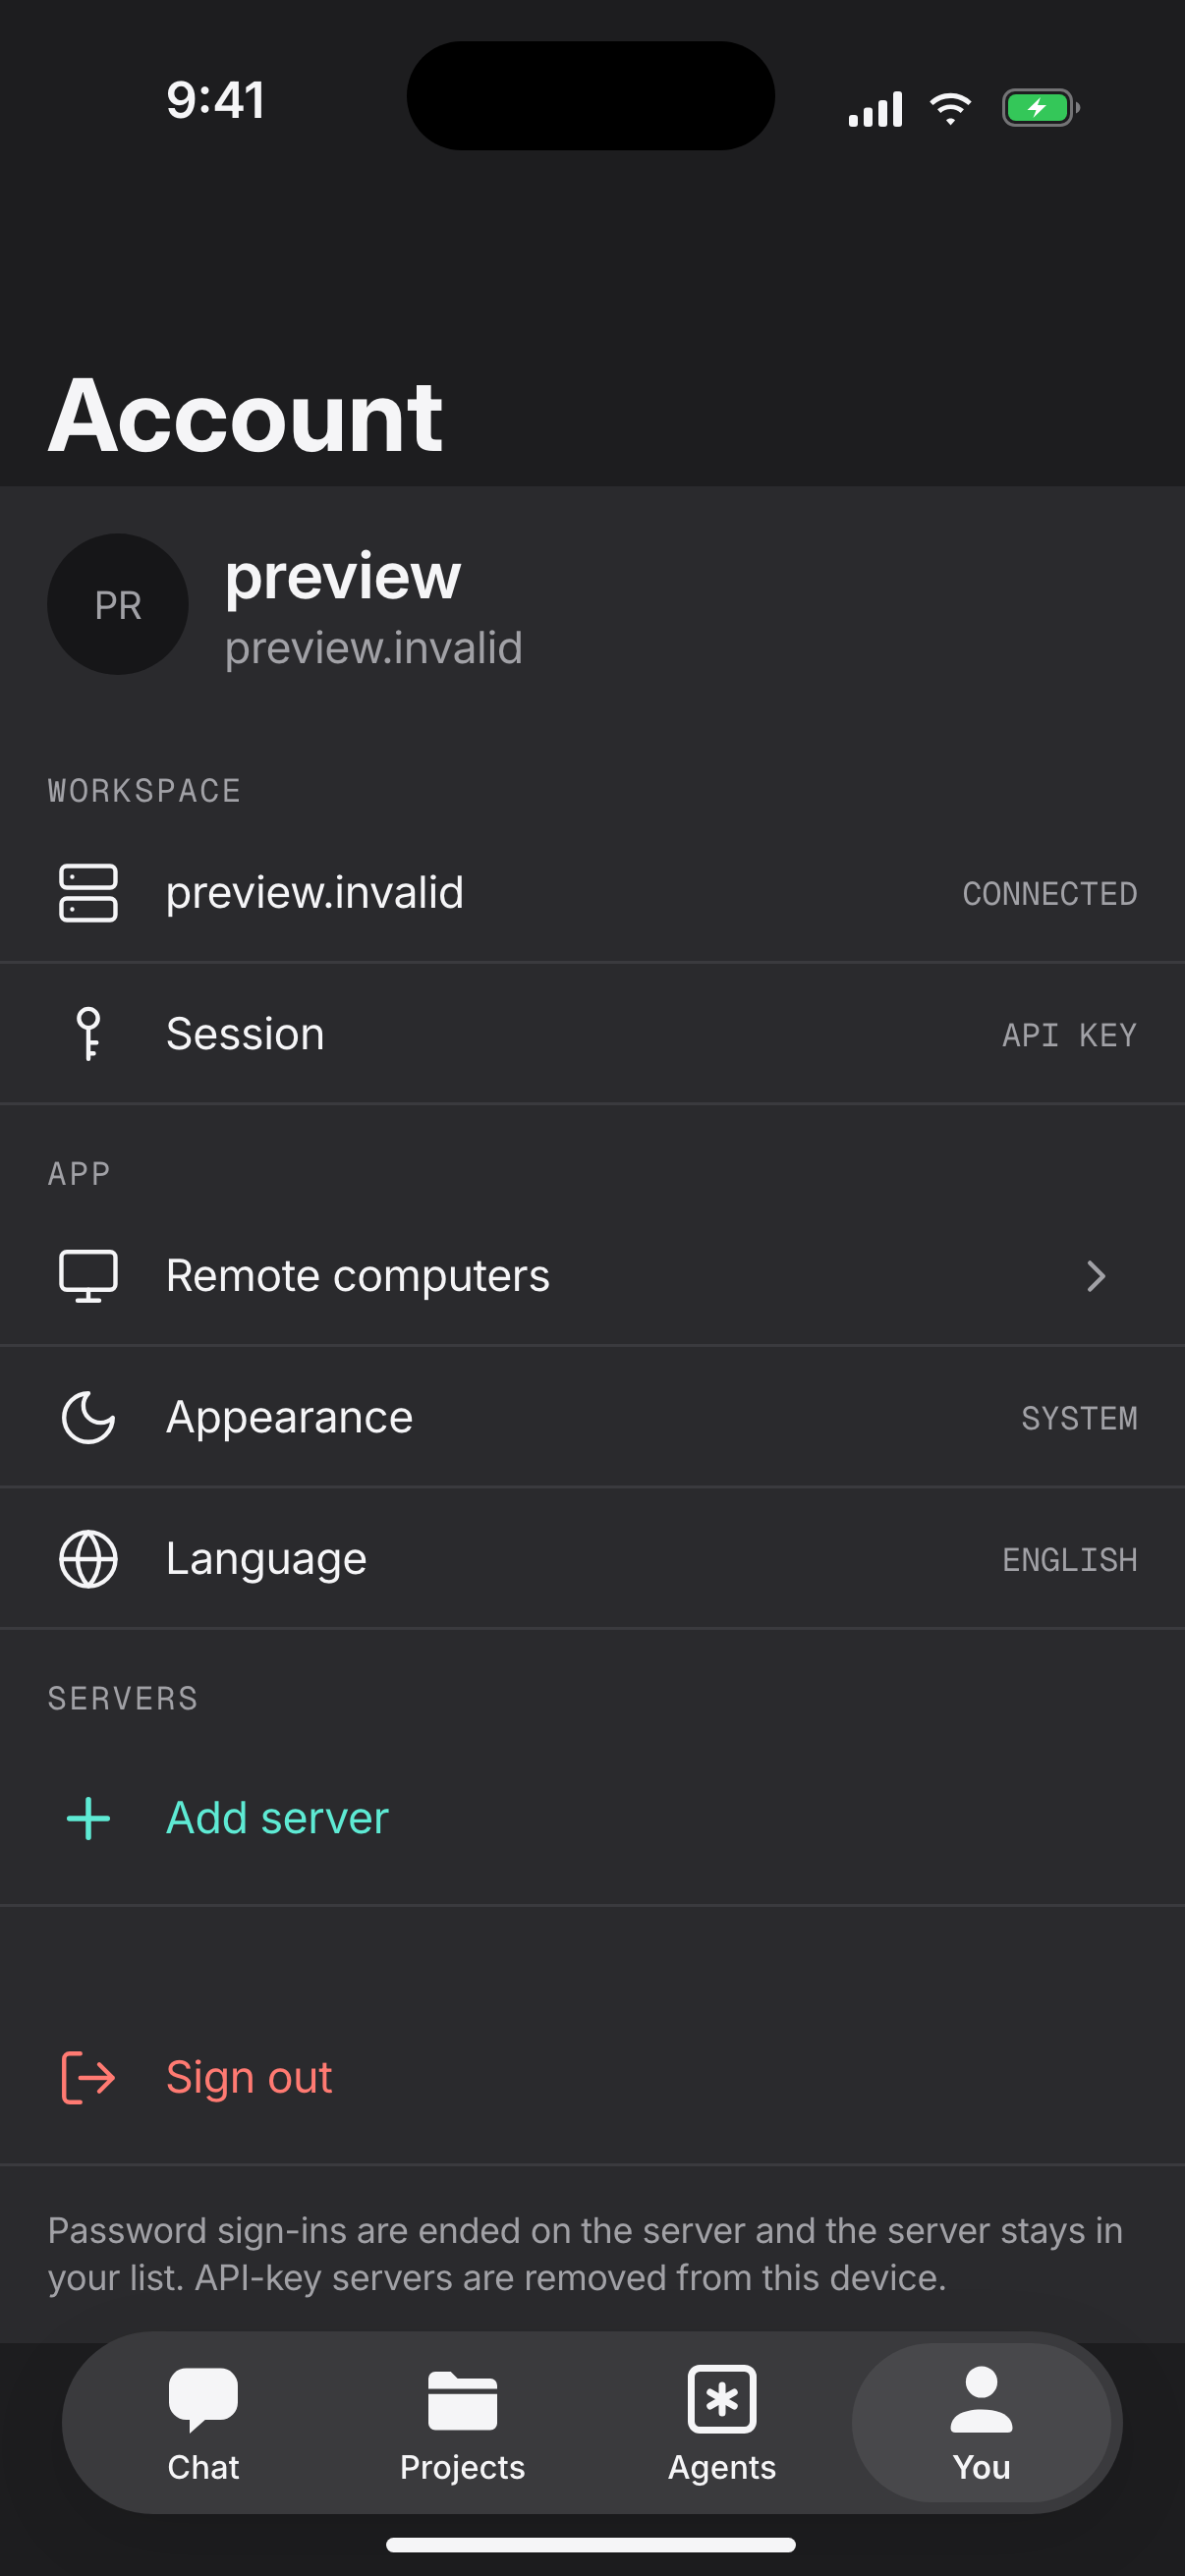 9:41
Account
PR
preview
preview.invalid
WORKSPACE
preview.invalid CONNECTED
Session API KEY
APP
Remote computers
Appearance SYSTEM
Language ENGLISH
SERVERS
Add server
Sign out
Password sign-ins are ended on the server and the server stays in
your list. API-key servers are removed from this device.
Chat Projects Agents You